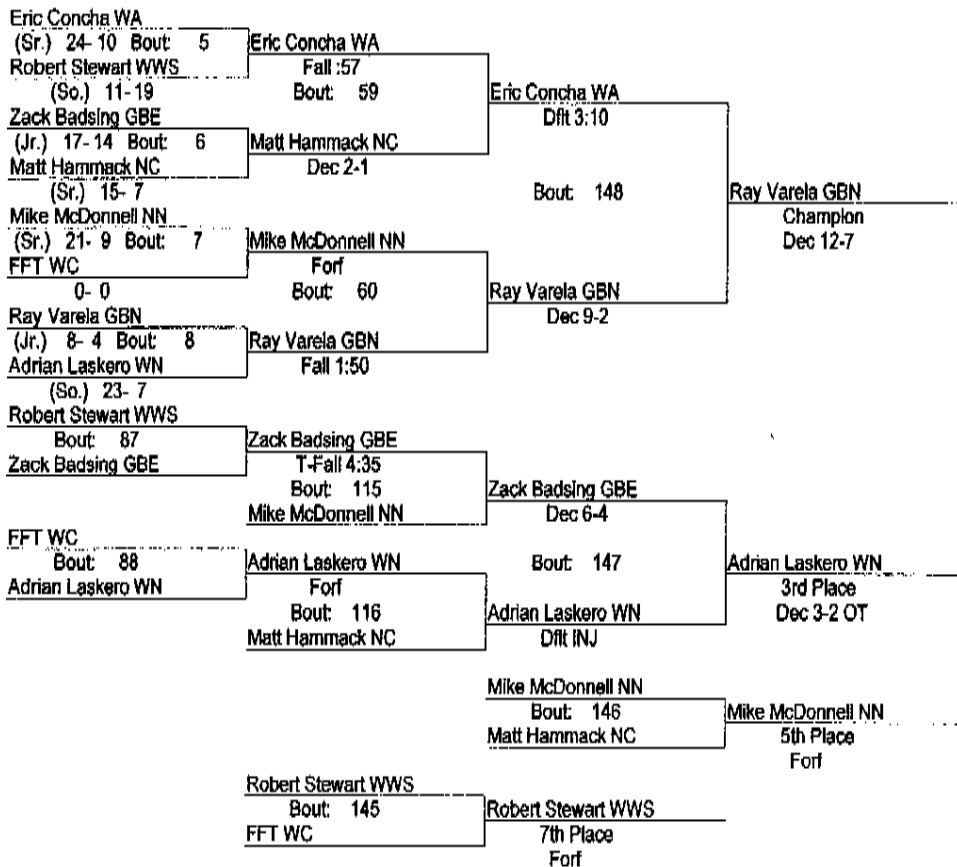 Eric Concha WA
(Sr.) 24- 10 Bout: 5
Robert Stewart WWS
(So.) 11-19
Zack Badsing GBE
(Jr.) 17- 14 Bout: 6
Matt Hammack NC
(Sr.) 15- 7
Mike McDonnell NN
(Sr.) 21- 9 Bout: 7
FFT WC
0- 0
Ray Varela GBN
(Jr.) 8- 4 Bout: 8
Adrian Laskero WN
(So.) 23- 7
Eric Concha WA
Fall :57
Bout: 59
Matt Hammack NC
Dec 2-1
Mike McDonnell NN
Forf
Bout: 60
Ray Varela GBN
Fall 1:50
Eric Concha WA
Dflt 3:10
Bout: 148
Ray Varela GBN
Dec 9-2
Ray Varela GBN
Champion
Dec 12-7
Robert Stewart WWS
Bout: 87
Zack Badsing GBE
FFT WC
Bout: 88
Adrian Laskero WN
Zack Badsing GBE
T-Fall 4:35
Bout: 115
Mike McDonnell NN
Adrian Laskero WN
Forf
Bout: 116
Matt Hammack NC
Zack Badsing GBE
Dec 6-4
Bout: 147
Adrian Laskero WN
Dflt INJ
Adrian Laskero WN
3rd Place
Dec 3-2 OT
Mike McDonnell NN
Bout: 146
Matt Hammack NC
Mike McDonnell NN
5th Place
Forf
Robert Stewart WWS
Bout: 145
FFT WC
Robert Stewart WWS
7th Place
Forf